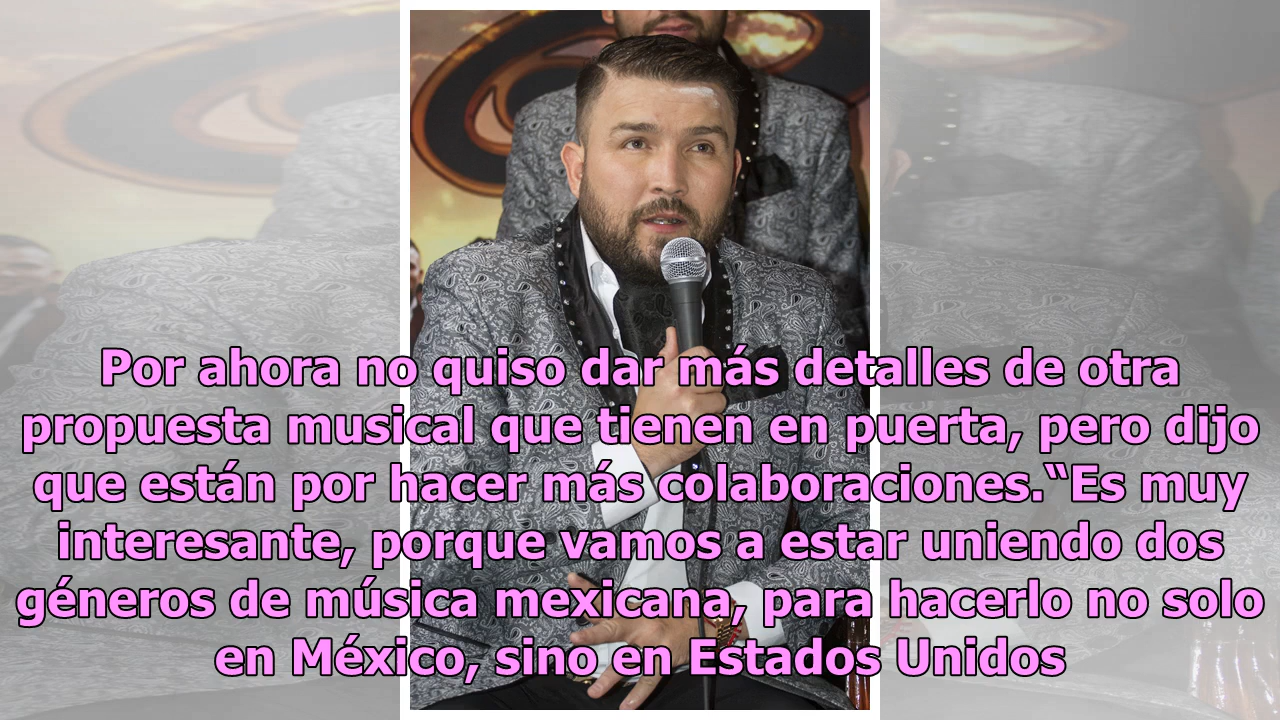 Por ahora no quiso dar más detalles de otra
propuesta musical que tienen en puerta, pero dijo
que están por hacer más colaboraciones.“Es muy
interesante, porque vamos a estar uniendo dos
géneros de música mexicana, para hacerlo no solo
en México, sino en Estados Unidos